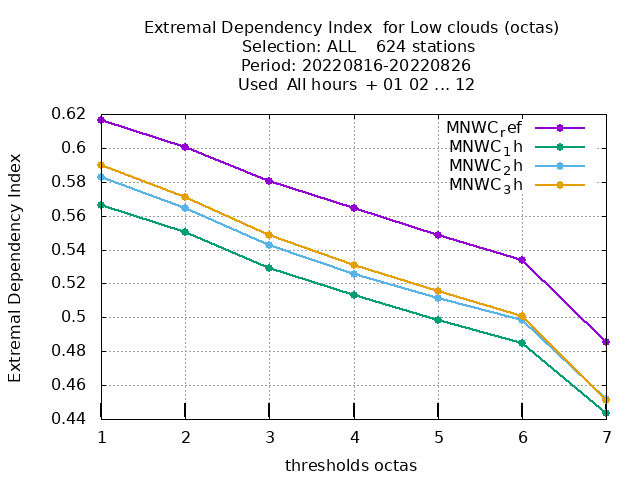 Extremal Dependency Index  for Low clouds (octas)
Selection: ALL    624 stations
Period: 20220816-20220826
Used  All hours  + 01 02 ... 12
Extremal Dependency Index
0.62
0.6
0.58
0.56
0.54
0.52
0.5
0.48
0.46
0.44
MNWCref
MNWC1h
MNWC2h
MNWC3h
1 2 3 4 5 6 7
thresholds octas